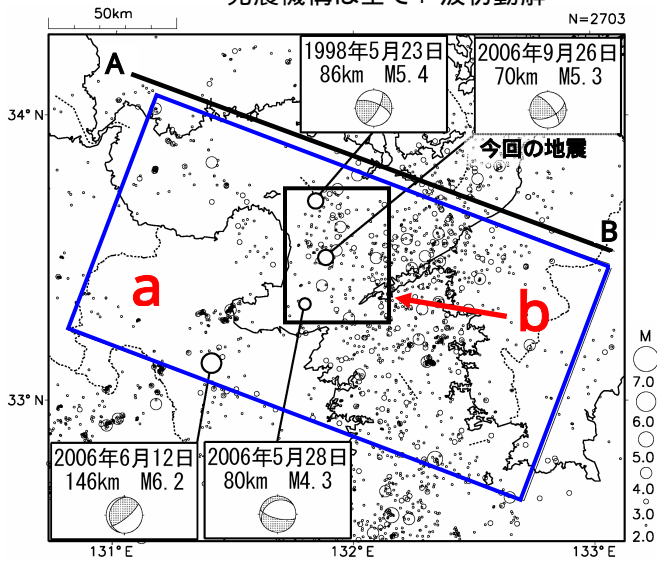 発震機構は全てP波初動解
50km
N=2703
1998年5月23日
86km M5.4
2006年9月26日
70km M5.3
A
34°N
今回の地震
B
a
b
M
7.0
6.0
5.0
4.0
3.0
2.0
33°N
2006年6月12日
146km M6.2
2006年5月28日
80km M4.3
131°E
132°E
133°E